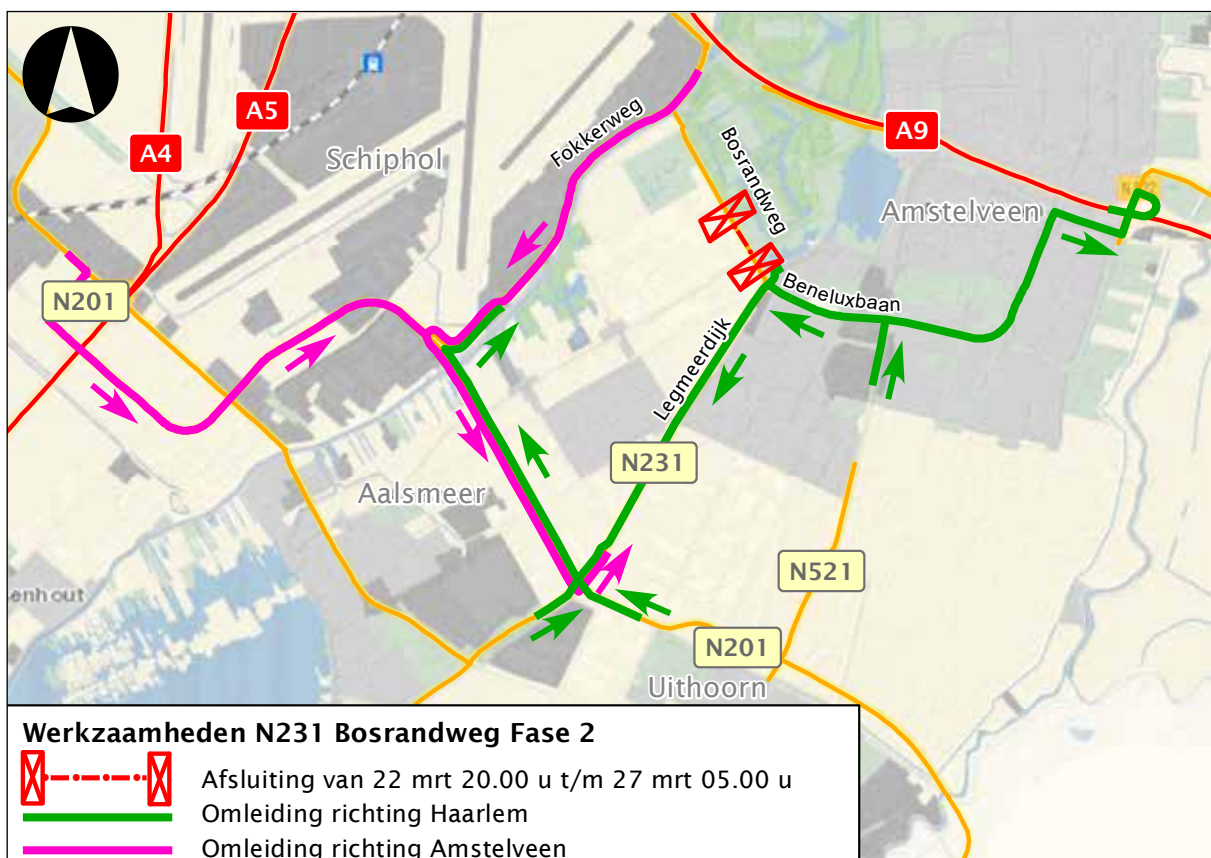 A5
A4
Schiphol
Fokkerweg
Bosrandweg
A9
Amstelveen
N201
Beneluxbaan
Legmeerdijk
N231
Aalsmeer
N521
enhout
N201
Uithoorn
Werkzaamheden N231 Bosrandweg Fase 2
Afsluiting van 22 mrt 20.00 u t/m 27 mrt 05.00 u
Omleiding richting Haarlem
Omleiding richting Amstelveen